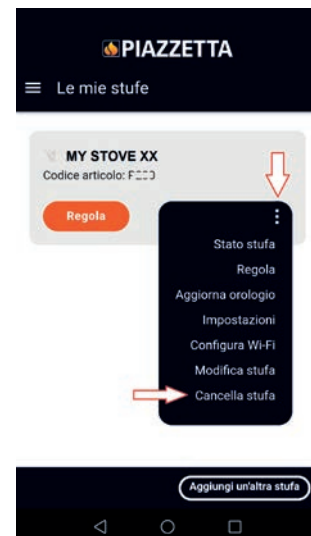 PIAZZETTA
Le mie stufe
MY STOVE XX
Codice articolo:
Regola
Stato stufa
Regola
Aggiorna orologio
Impostazioni
Configura Wi-Fi
Modifica stufa
Cancella stufa
Aggiungi un'altra stufa